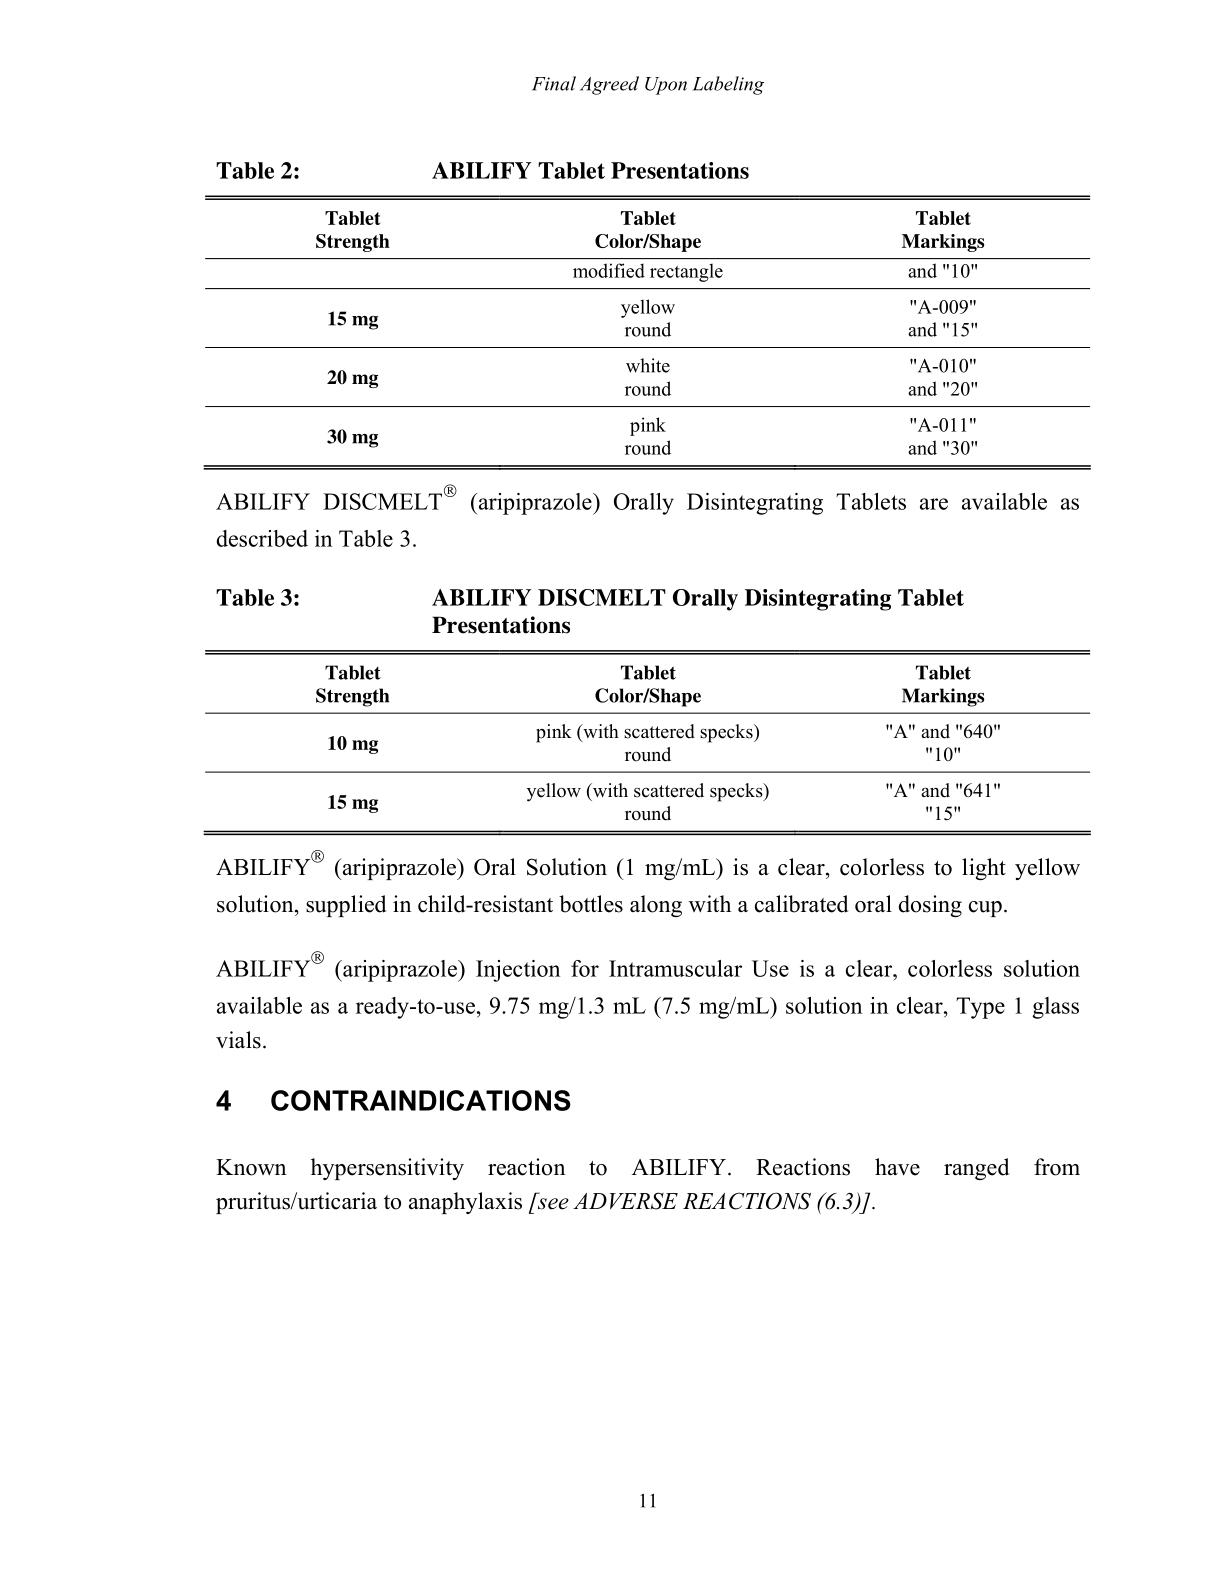 Final Agreed Upon Labeling
Table 2: ABILIFY Tablet Presentations
Tablet Tablet Tablet
Strength Color/Shape Markings
modified rectangle and "10"
yellow "A-009"
15 mg
round and "15"
white "A-010"
20 mg
round and "20"
pink "A-011"
30 mg
round and "30"
ABILIFY DISCMELT® (aripiprazole) Orally Disintegrating Tablets are available as
described in Table 3.
Table 3: ABILIFY DISCMELT Orally Disintegrating Tablet
Presentations
Tablet Tablet Tablet
Strength Color/Shape Markings
pink (with scattered specks) "A" and "640"
10 mg
round "10"
yellow (with scattered specks) "A" and "641"
15 mg
round "15"
ABILIFY® (aripiprazole) Oral Solution (1 mg/mL) is a clear, colorless to light yellow
solution, supplied in child-resistant bottles along with a calibrated oral dosing cup.
ABILIFY® (aripiprazole) Injection for Intramuscular Use is a clear, colorless solution
available as a ready-to-use, 9.75 mg/1.3 mL (7.5 mg/mL) solution in clear, Type 1 glass
vials.
4 CONTRAINDICATIONS
Known hypersensitivity reaction to ABILIFY. Reactions have ranged from
pruritus/urticaria to anaphylaxis [see ADVERSE REACTIONS (6.3)].
11